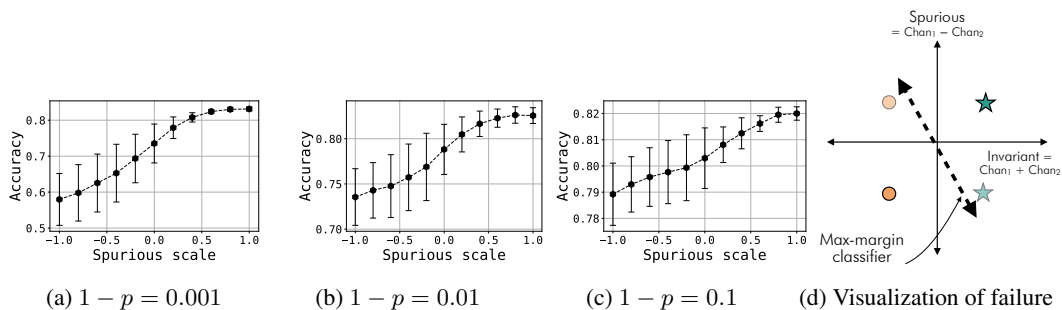 Accuracy
0.8
0.7
0.6
0.5
−1.0 −0.5 0.0 0.5 1.0
Spurious scale
(a) 1 − p = 0.001
Accuracy
0.80
0.75
0.70
−1.0 −0.5 0.0 0.5 1.0
Spurious scale
(b) 1 − p = 0.01
Accuracy
0.82
0.81
0.80
0.79
0.78
−1.0 −0.5 0.0 0.5 1.0
Spurious scale
(c) 1 − p = 0.1
Spurious
= Chan₁ − Chan₂
Invariant =
Chan₁ + Chan₂
Max-margin
classifier
(d) Visualization of failure